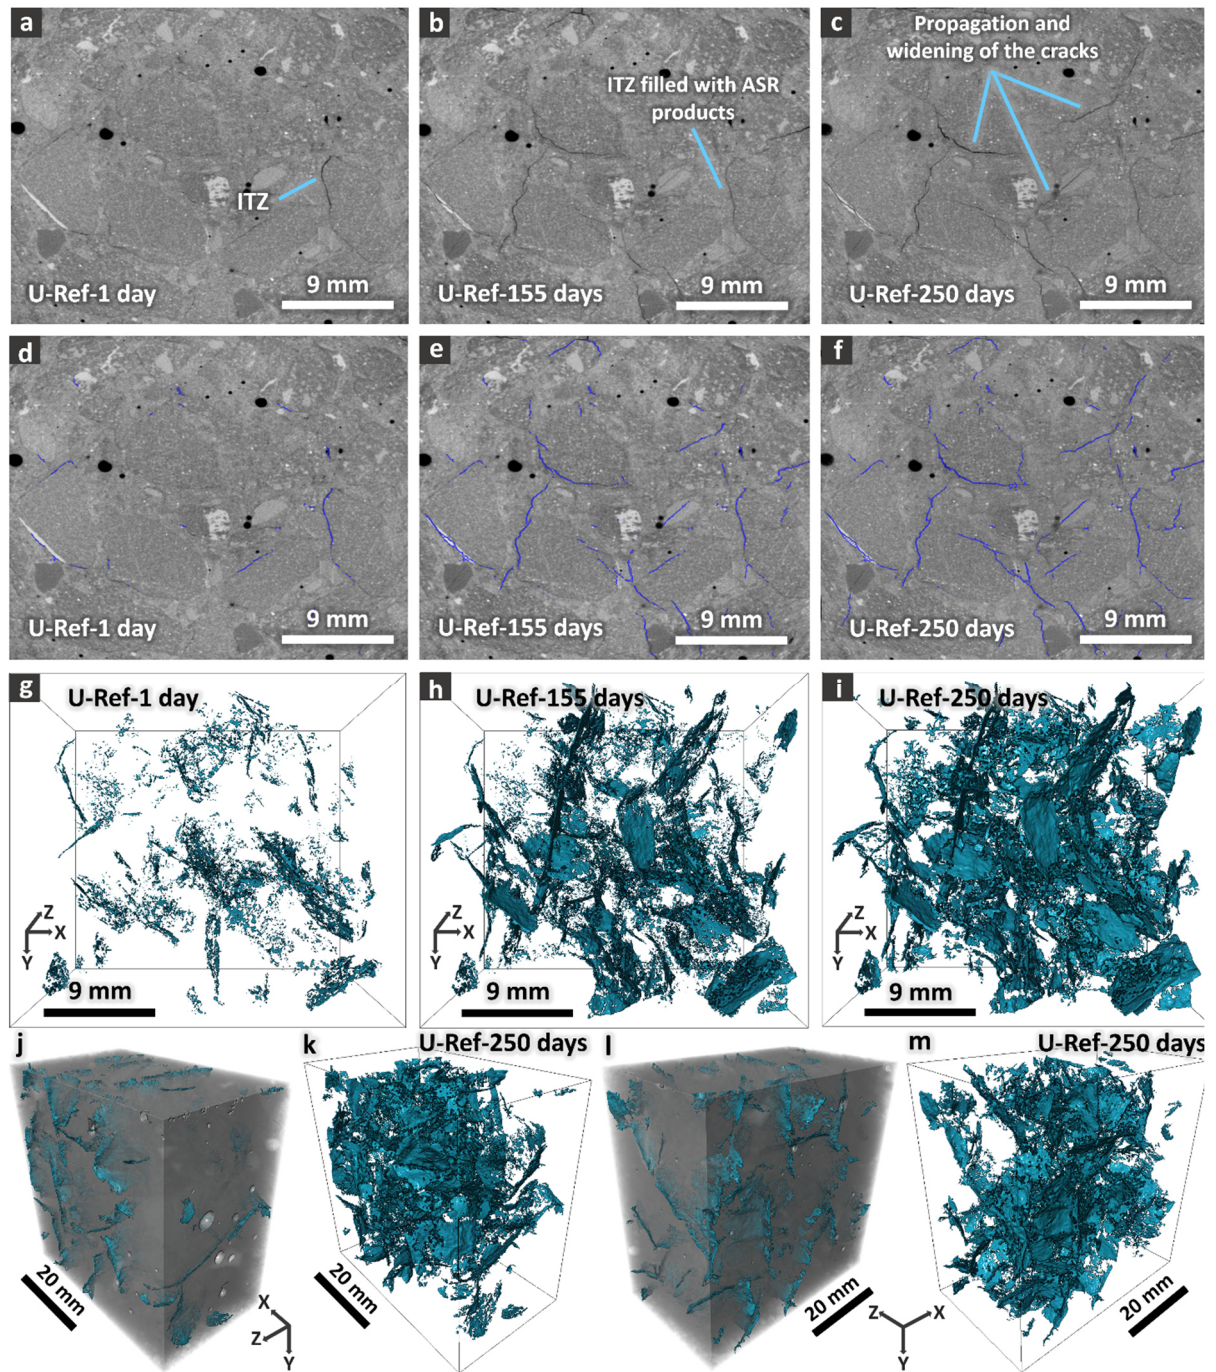 a
ITZ
U-Ref-1 day
9 mm
b
ITZ filled with ASR
products
U-Ref-155 days
9 mm
c
Propagation and
widening of the cracks
U-Ref-250 days
9 mm
d
U-Ref-1 day
9 mm
e
U-Ref-155 days
9 mm
f
U-Ref-250 days
9 mm
g
U-Ref-1 day
Z
X
Y
9 mm
h
U-Ref-155 days
Z
X
Y
9 mm
i
U-Ref-250 days
Z
X
Y
9 mm
j
20 mm
X
Z
Y
k
U-Ref-250 days
20 mm
l
20 mm
Z
X
Y
m
U-Ref-250 days
20 mm